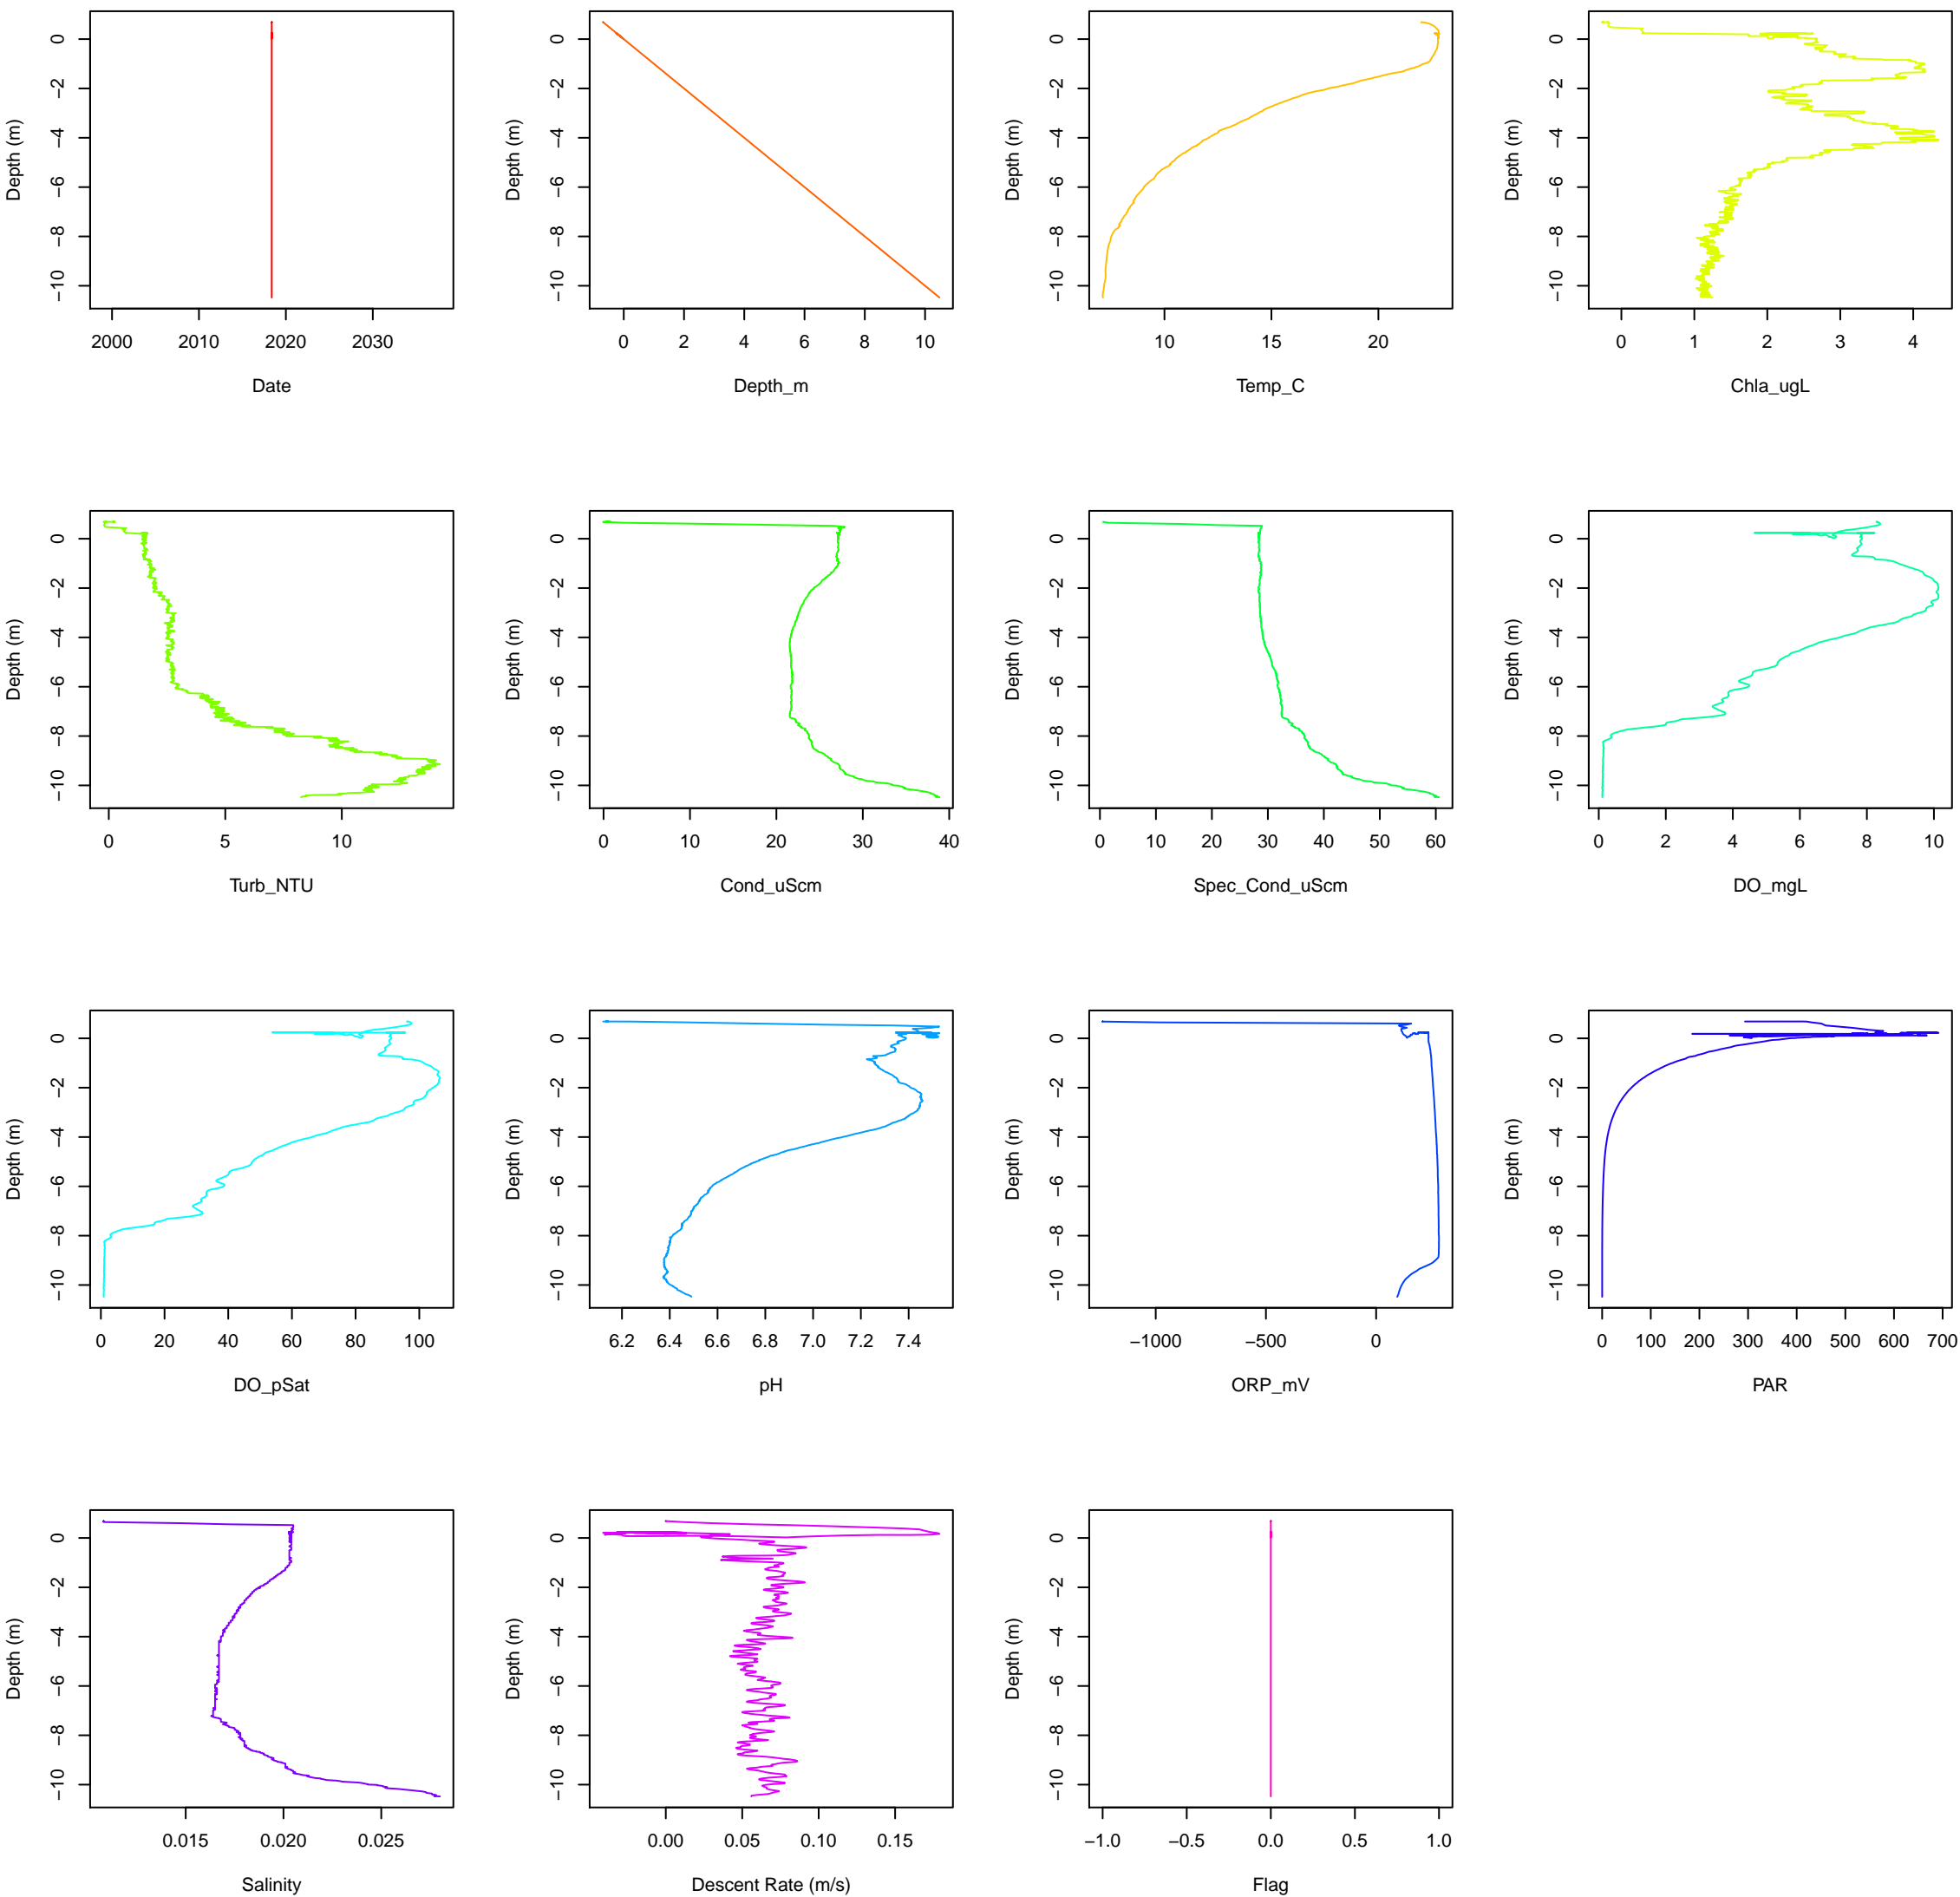 Depth (m)
0
−2
−4
−6
−8
−10
2000 2010 2020 2030
Date
Depth (m)
0
−2
−4
−6
−8
−10
0 2 4 6 8 10
Depth_m
Depth (m)
0
−2
−4
−6
−8
−10
10 15 20
Temp_C
Depth (m)
0
−2
−4
−6
−8
−10
0 1 2 3 4
Chla_ugL
Depth (m)
0
−2
−4
−6
−8
−10
0 5 10
Turb_NTU
Depth (m)
0
−2
−4
−6
−8
−10
0 10 20 30 40
Cond_uScm
Depth (m)
0
−2
−4
−6
−8
−10
0 10 20 30 40 50 60
Spec_Cond_uScm
Depth (m)
0
−2
−4
−6
−8
−10
0 2 4 6 8 10
DO_mgL
Depth (m)
0
−2
−4
−6
−8
−10
0 20 40 60 80 100
DO_pSat
Depth (m)
0
−2
−4
−6
−8
−10
6.2 6.4 6.6 6.8 7.0 7.2 7.4
pH
Depth (m)
0
−2
−4
−6
−8
−10
−1000 −500 0
ORP_mV
Depth (m)
0
−2
−4
−6
−8
−10
0 100 200 300 400 500 600 700
PAR
Depth (m)
0
−2
−4
−6
−8
−10
0.015 0.020 0.025
Salinity
Depth (m)
0
−2
−4
−6
−8
−10
0.00 0.05 0.10 0.15
Descent Rate (m/s)
Depth (m)
0
−2
−4
−6
−8
−10
−1.0 −0.5 0.0 0.5 1.0
Flag